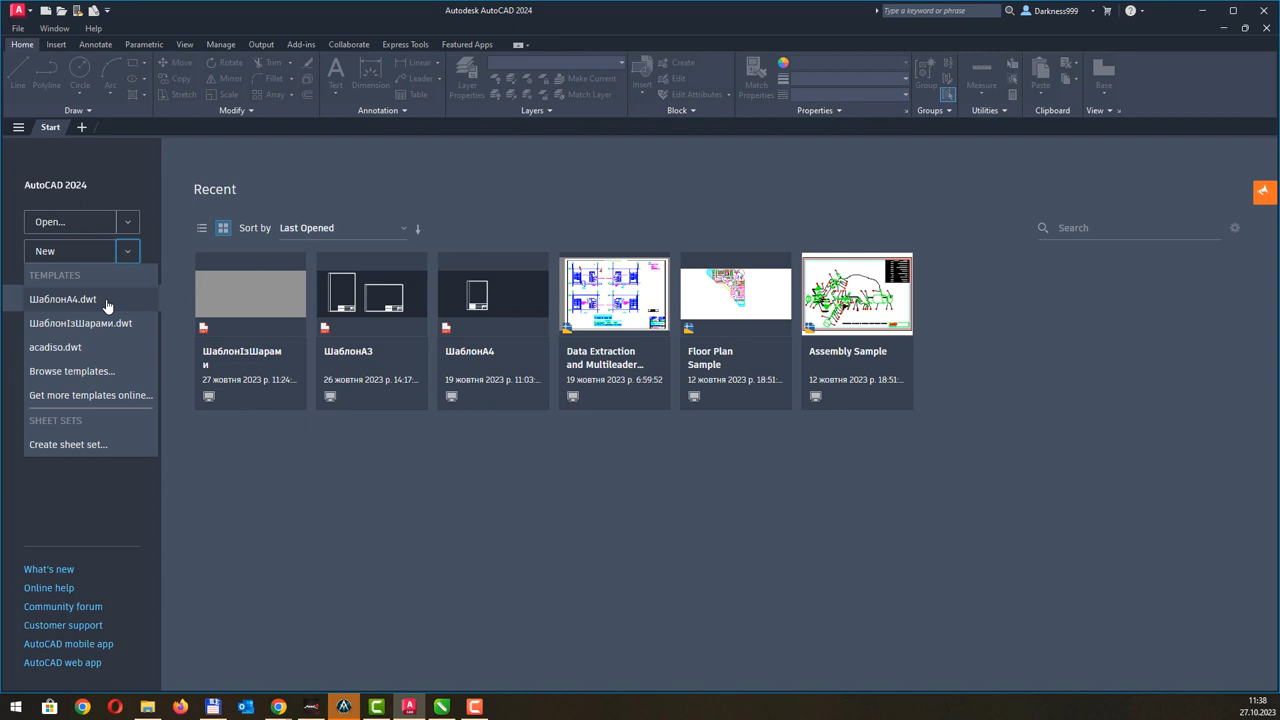 Autodesk AutoCAD 2024
Type a keyword or phrase
Darkness999
File Window Help
Home Insert Annotate Parametric View Manage Output Add-ins Collaborate Express Tools Featured Apps
Line Polyline Circle Arc
Move Rotate Trim
Copy Mirror Fillet
Stretch Scale Array
Text Dimension
Linear
Leader
Table
Layer Properties
Make Current
Match Layer
Insert
Create
Edit
Edit Attributes
Match Properties
Group
Measure
Paste
Base
Draw Modify Annotation Layers Block Properties Groups Utilities Clipboard View
Start
AutoCAD 2024
Open...
New
TEMPLATES
ШаблонА4.dwt
ШаблонІзШарами.dwt
acadiso.dwt
Browse templates...
Get more templates online...
SHEET SETS
Create sheet set...
What's new
Online help
Community forum
Customer support
AutoCAD mobile app
AutoCAD web app
Recent
Sort by Last Opened
Search
ШаблонІзШарам
и
27 жовтня 2023 р. 11:24:...
ШаблонА3
26 жовтня 2023 р. 14:17:...
ШаблонА4
19 жовтня 2023 р. 11:03:...
Data Extraction
and Multileader...
19 жовтня 2023 р. 6:59:52
Floor Plan
Sample
12 жовтня 2023 р. 18:51:...
Assembly Sample
12 жовтня 2023 р. 18:51:...
11:38
27.10.2023